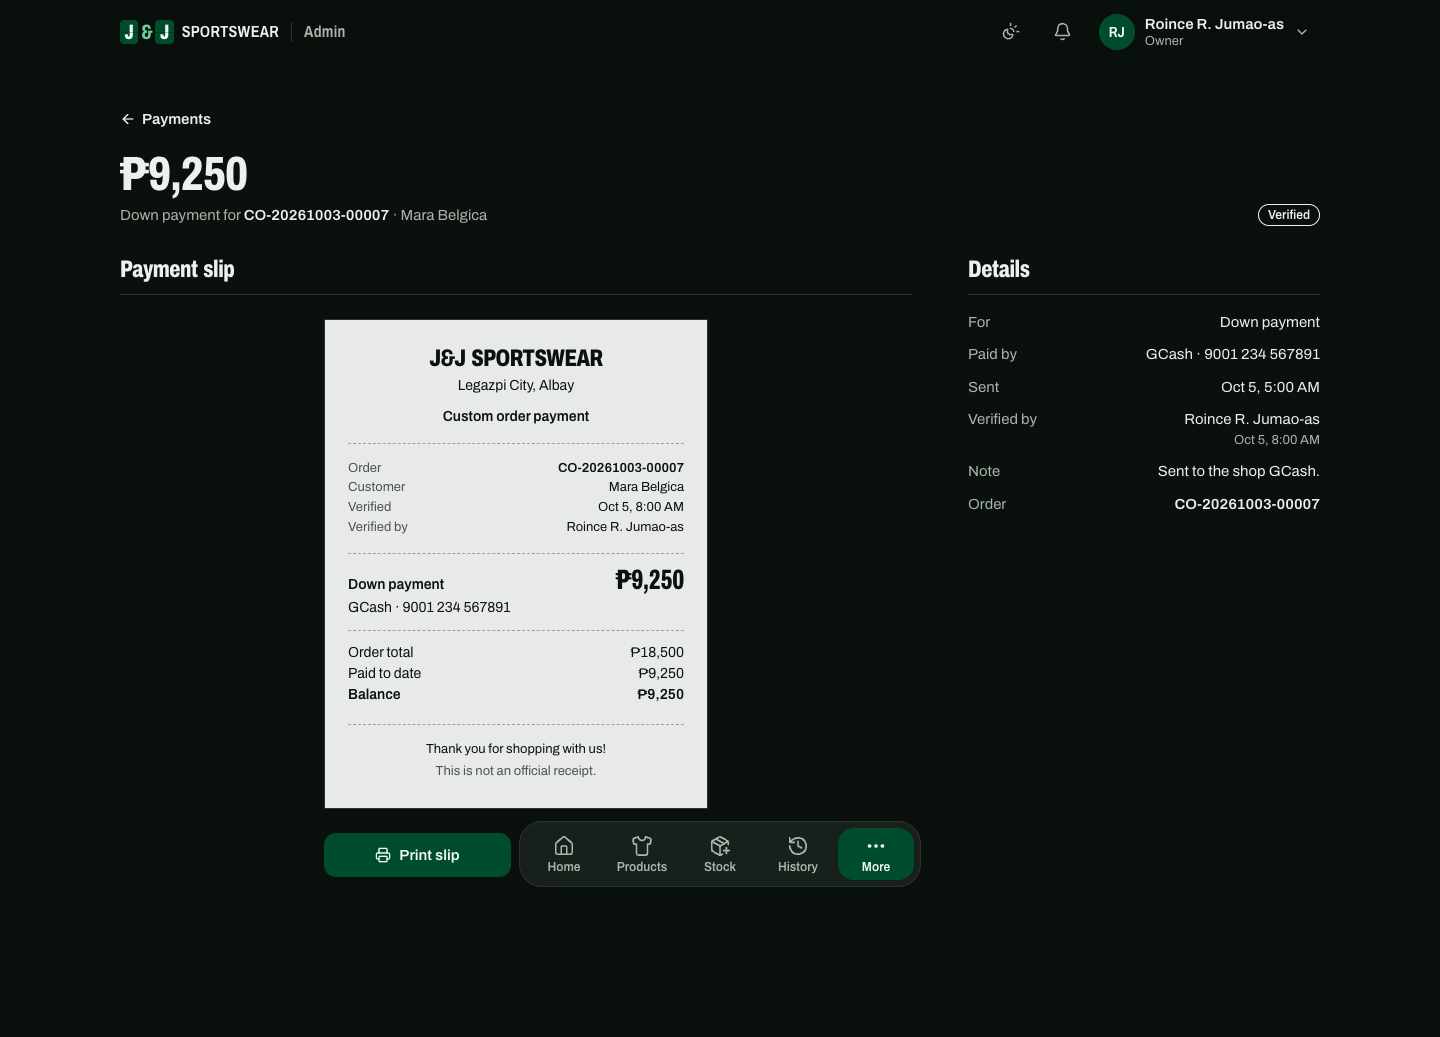 J & J SPORTSWEAR Admin
RJ Roince R. Jumao-as
Owner
Payments
₱9,250
Down payment for CO-20261003-00007 · Mara Belgica
Verified
Payment slip
J&J SPORTSWEAR
Legazpi City, Albay
Custom order payment
Order CO-20261003-00007
Customer Mara Belgica
Verified Oct 5, 8:00 AM
Verified by Roince R. Jumao-as
Down payment ₱9,250
GCash · 9001 234 567891
Order total ₱18,500
Paid to date ₱9,250
Balance ₱9,250
Thank you for shopping with us!
This is not an official receipt.
Print slip
Details
For Down payment
Paid by GCash · 9001 234 567891
Sent Oct 5, 5:00 AM
Verified by Roince R. Jumao-as
Oct 5, 8:00 AM
Note Sent to the shop GCash.
Order CO-20261003-00007
Home Products Stock History More